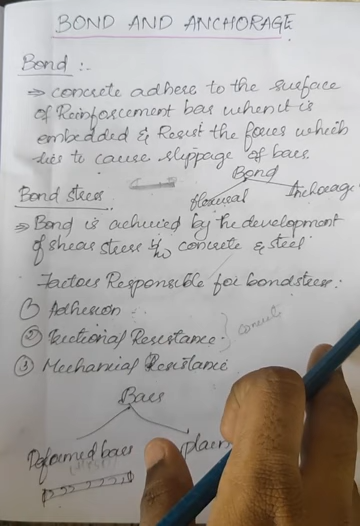 BOND AND ANCHORAGE
Bond :-
⇒ concrete adhere to the surface
of Reinforcement bar when it is
embedded & Resist the forces which
ties to cause slippage of bars.
Bond
flexural Anchorage
Bond stress:
⇒ Bond is achieved by the development
of shear stress b/w concrete & steel
Factors Responsible for bond stress:
① Adhesion
② Frictional Resistance
③ Mechanical Resistance
Bars
Deformed bars plain